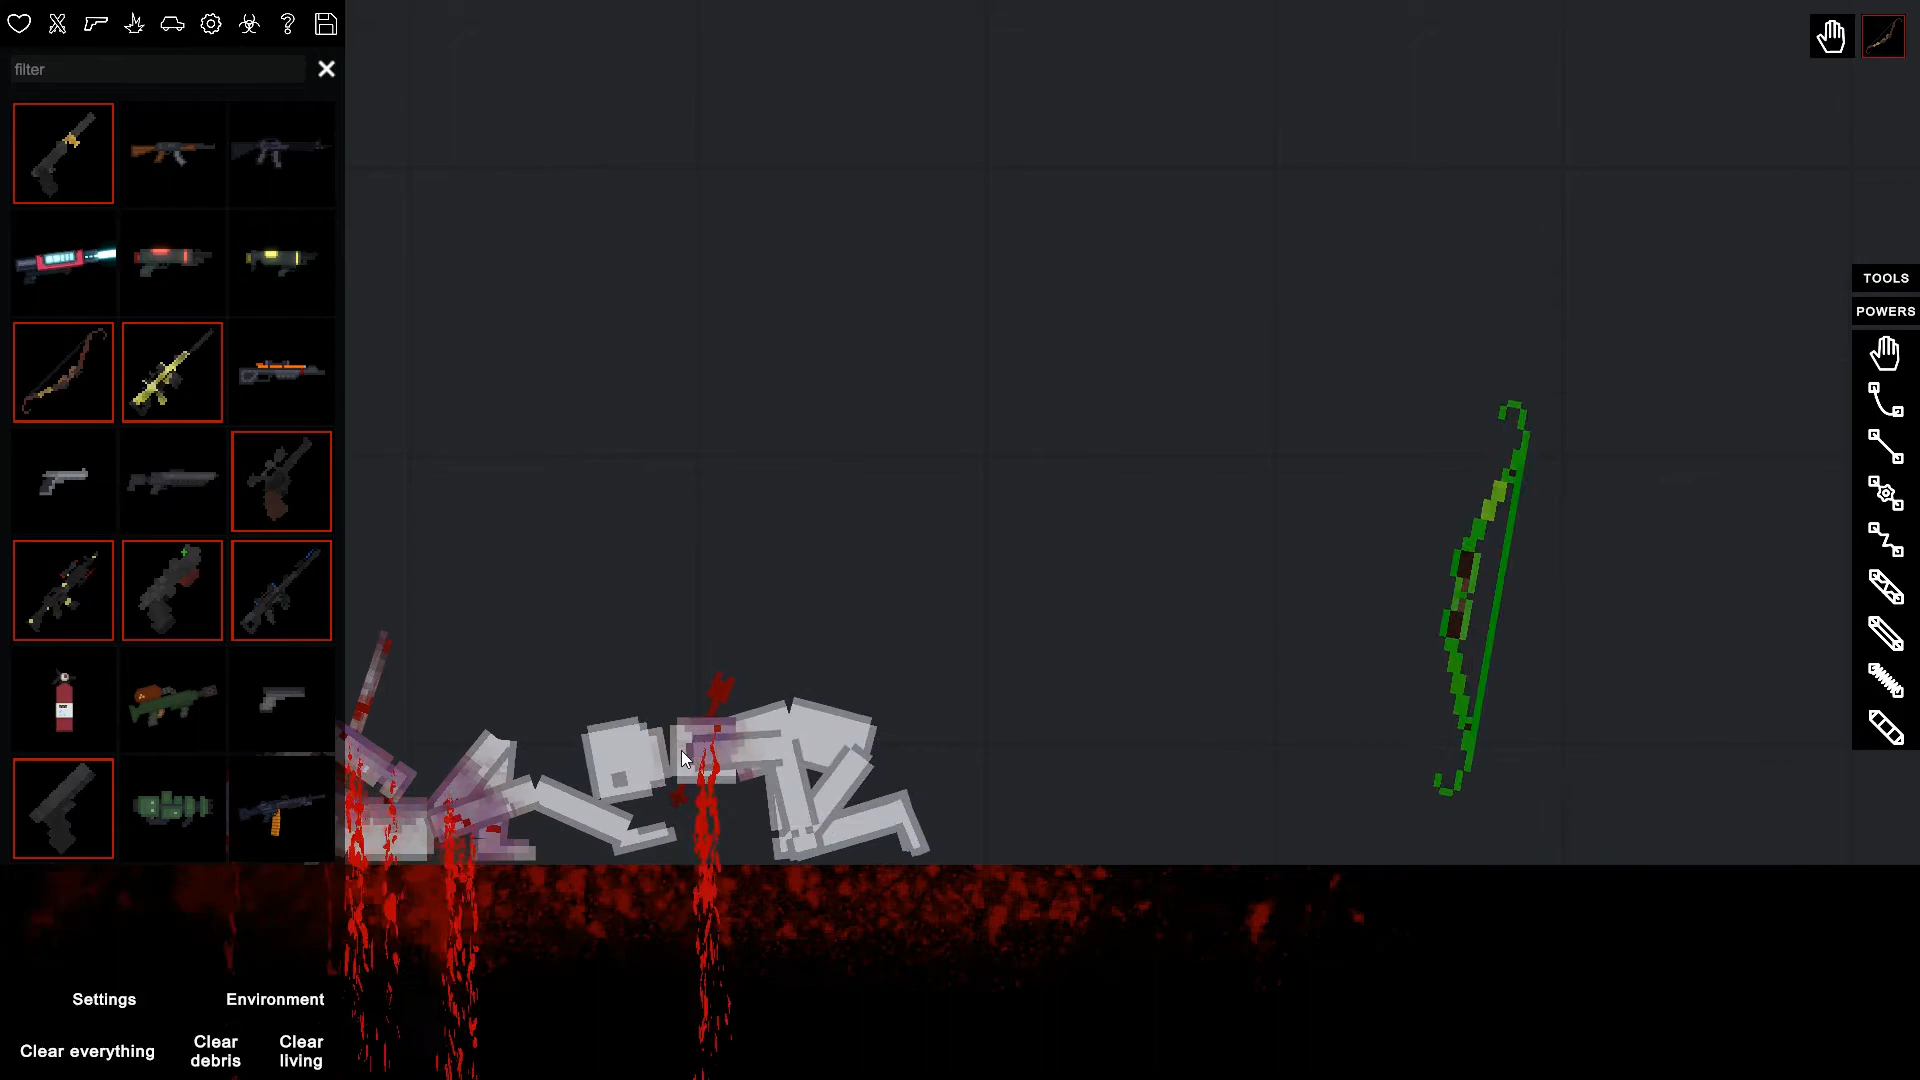 filter
TOOLS
POWERS
Settings
Environment
Clear everything
Clear
debris
Clear
living